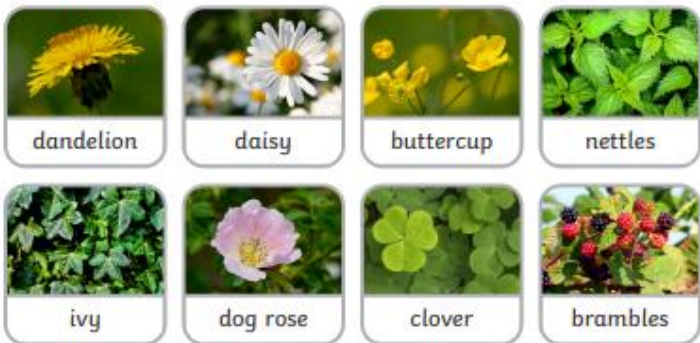 dandelion
daisy
buttercup
nettles
ivy
dog rose
clover
brambles